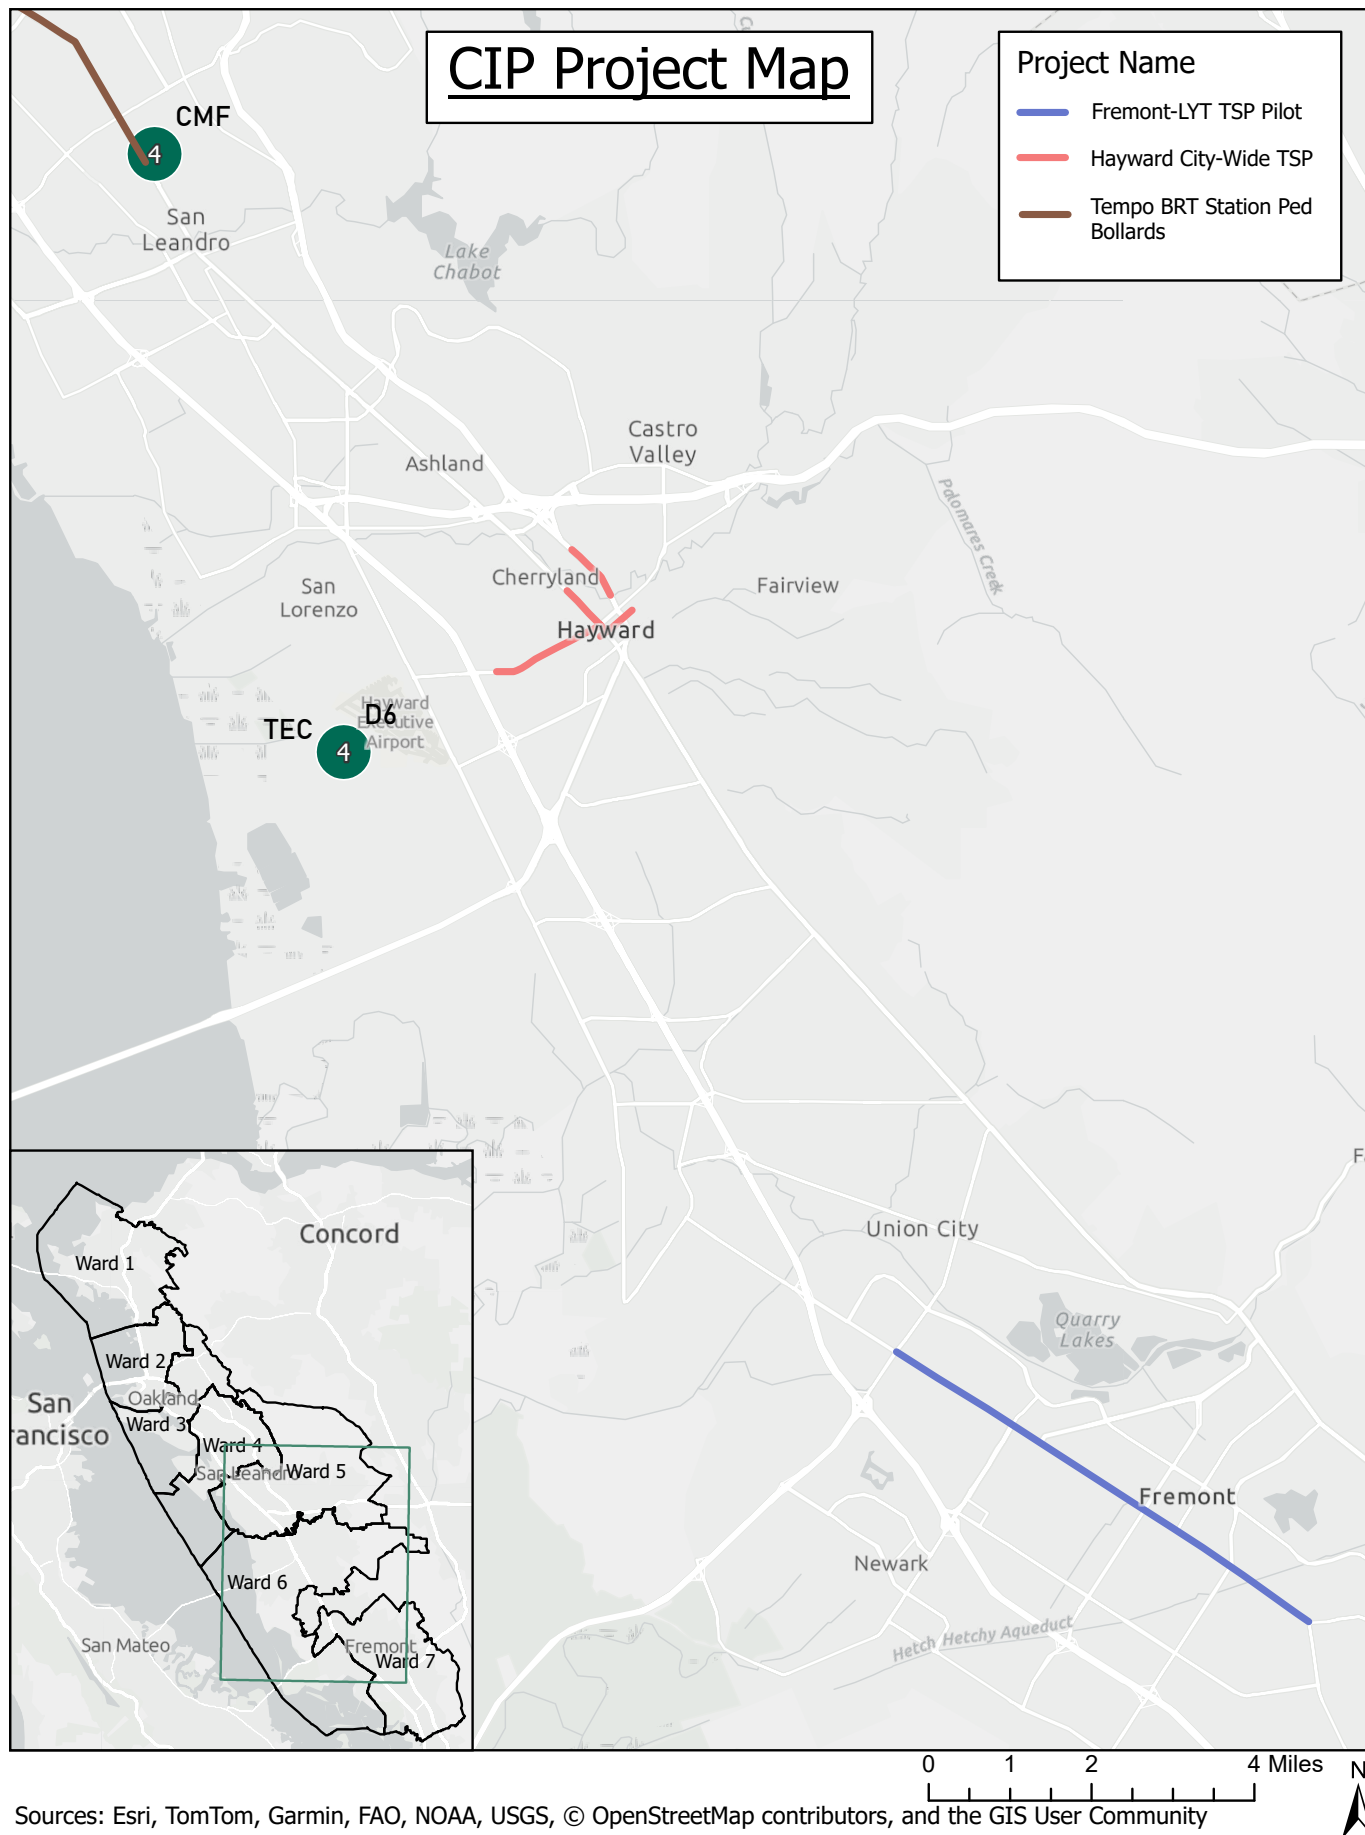 CIP Project Map
Project Name
Fremont-LYT TSP Pilot
Hayward City-Wide TSP
Tempo BRT Station Ped
Bollards
CMF
4
San
Leandro
Lake
Chabot
Castro
Valley
Ashland
Palomares Creek
Cherryland
San
Lorenzo
Fairview
Hayward
Hayward
Executive
Airport
D6
TEC
4
Union City
Quarry
Lakes
Fremont
Newark
Hetch Hetchy Aqueduct
Concord
Ward 1
Ward 2
Oakland
San
rancisco
Ward 3
Ward 4
San Leandro
Ward 5
Ward 6
San Mateo
Fremont
Ward 7
0 1 2 4 Miles
N
Sources: Esri, TomTom, Garmin, FAO, NOAA, USGS, © OpenStreetMap contributors, and the GIS User Community